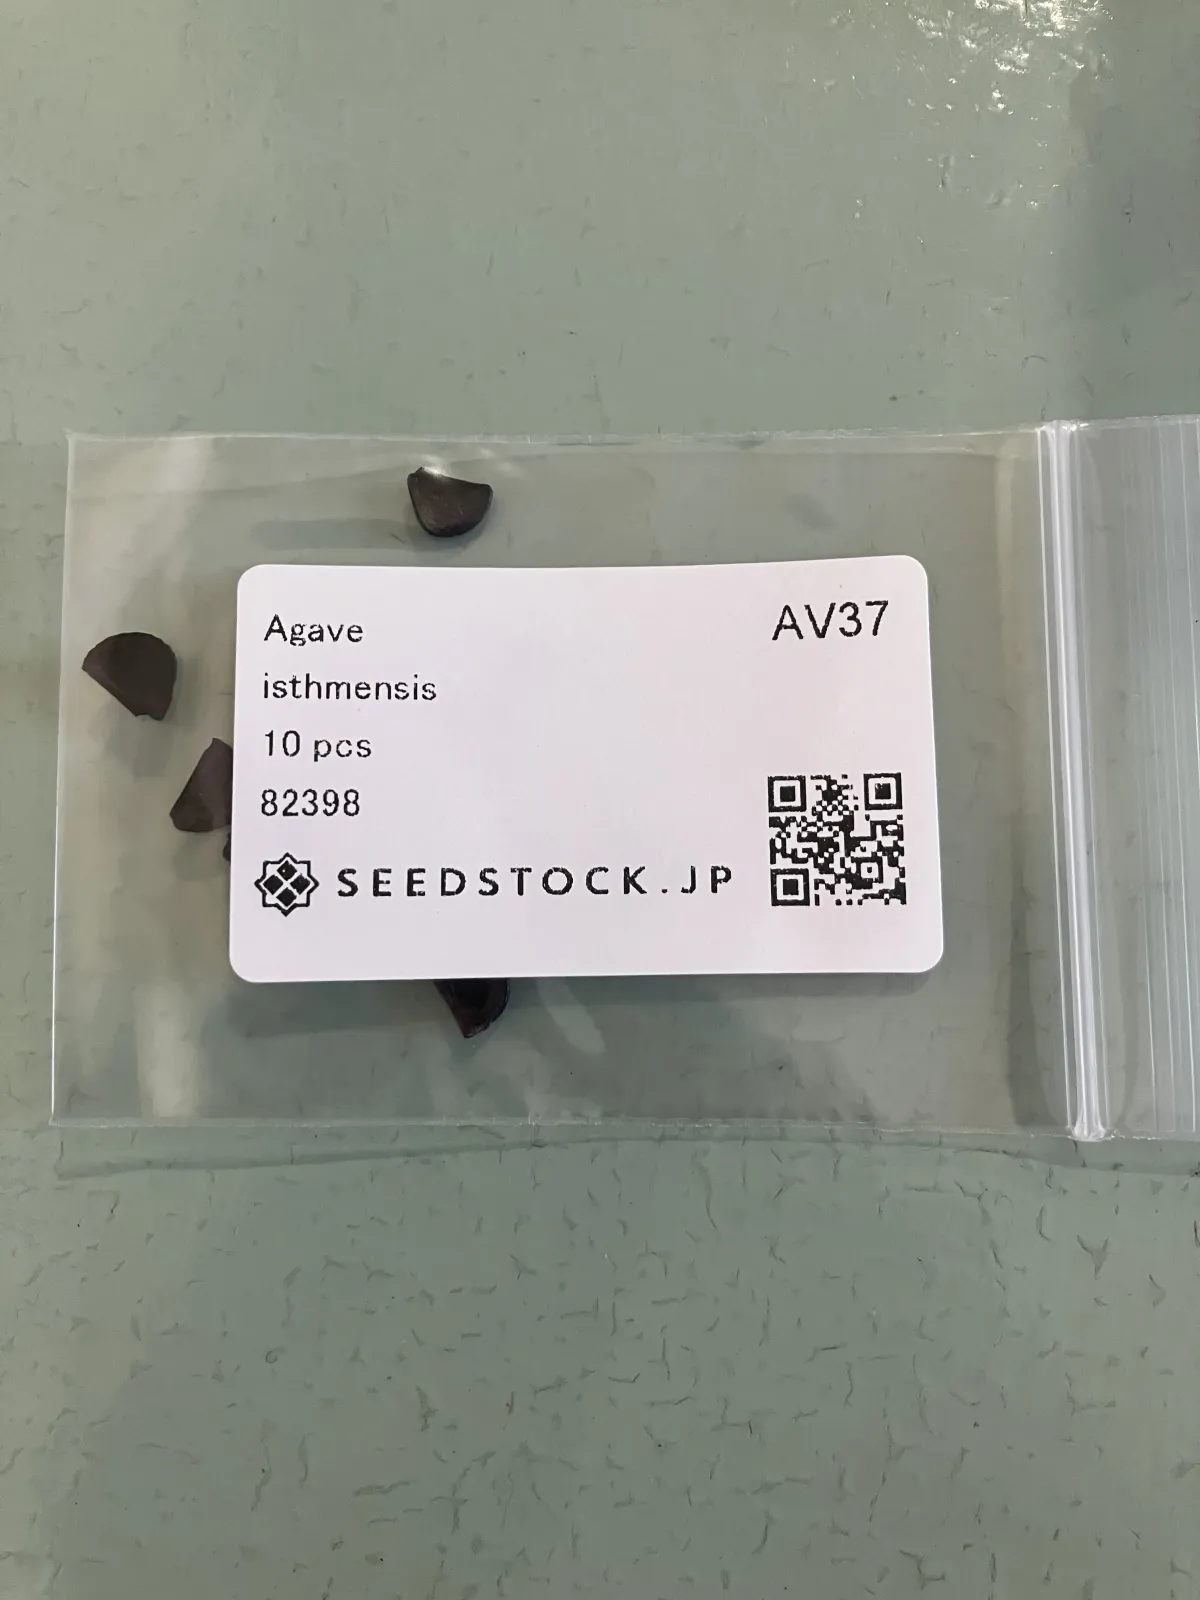 Agave
isthmensis
10 pcs
82398
AV37
SEEDSTOCK.JP